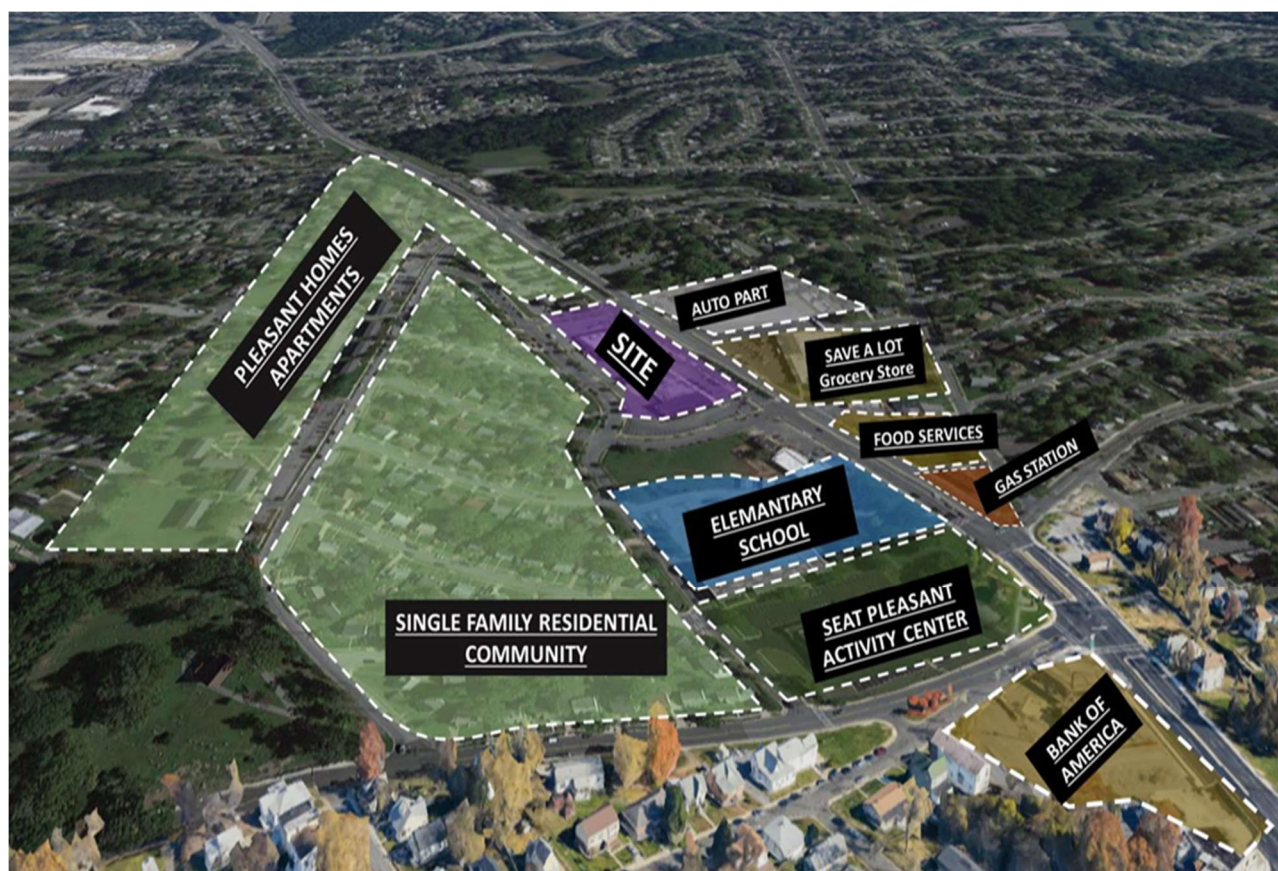 PLEASANT HOMES
APARTMENTS
SITE
AUTO PART
SAVE A LOT
Grocery Store
FOOD SERVICES
GAS STATION
ELEMANTARY
SCHOOL
SINGLE FAMILY RESIDENTIAL
COMMUNITY
SEAT PLEASANT
ACTIVITY CENTER
BANK OF
AMERICA